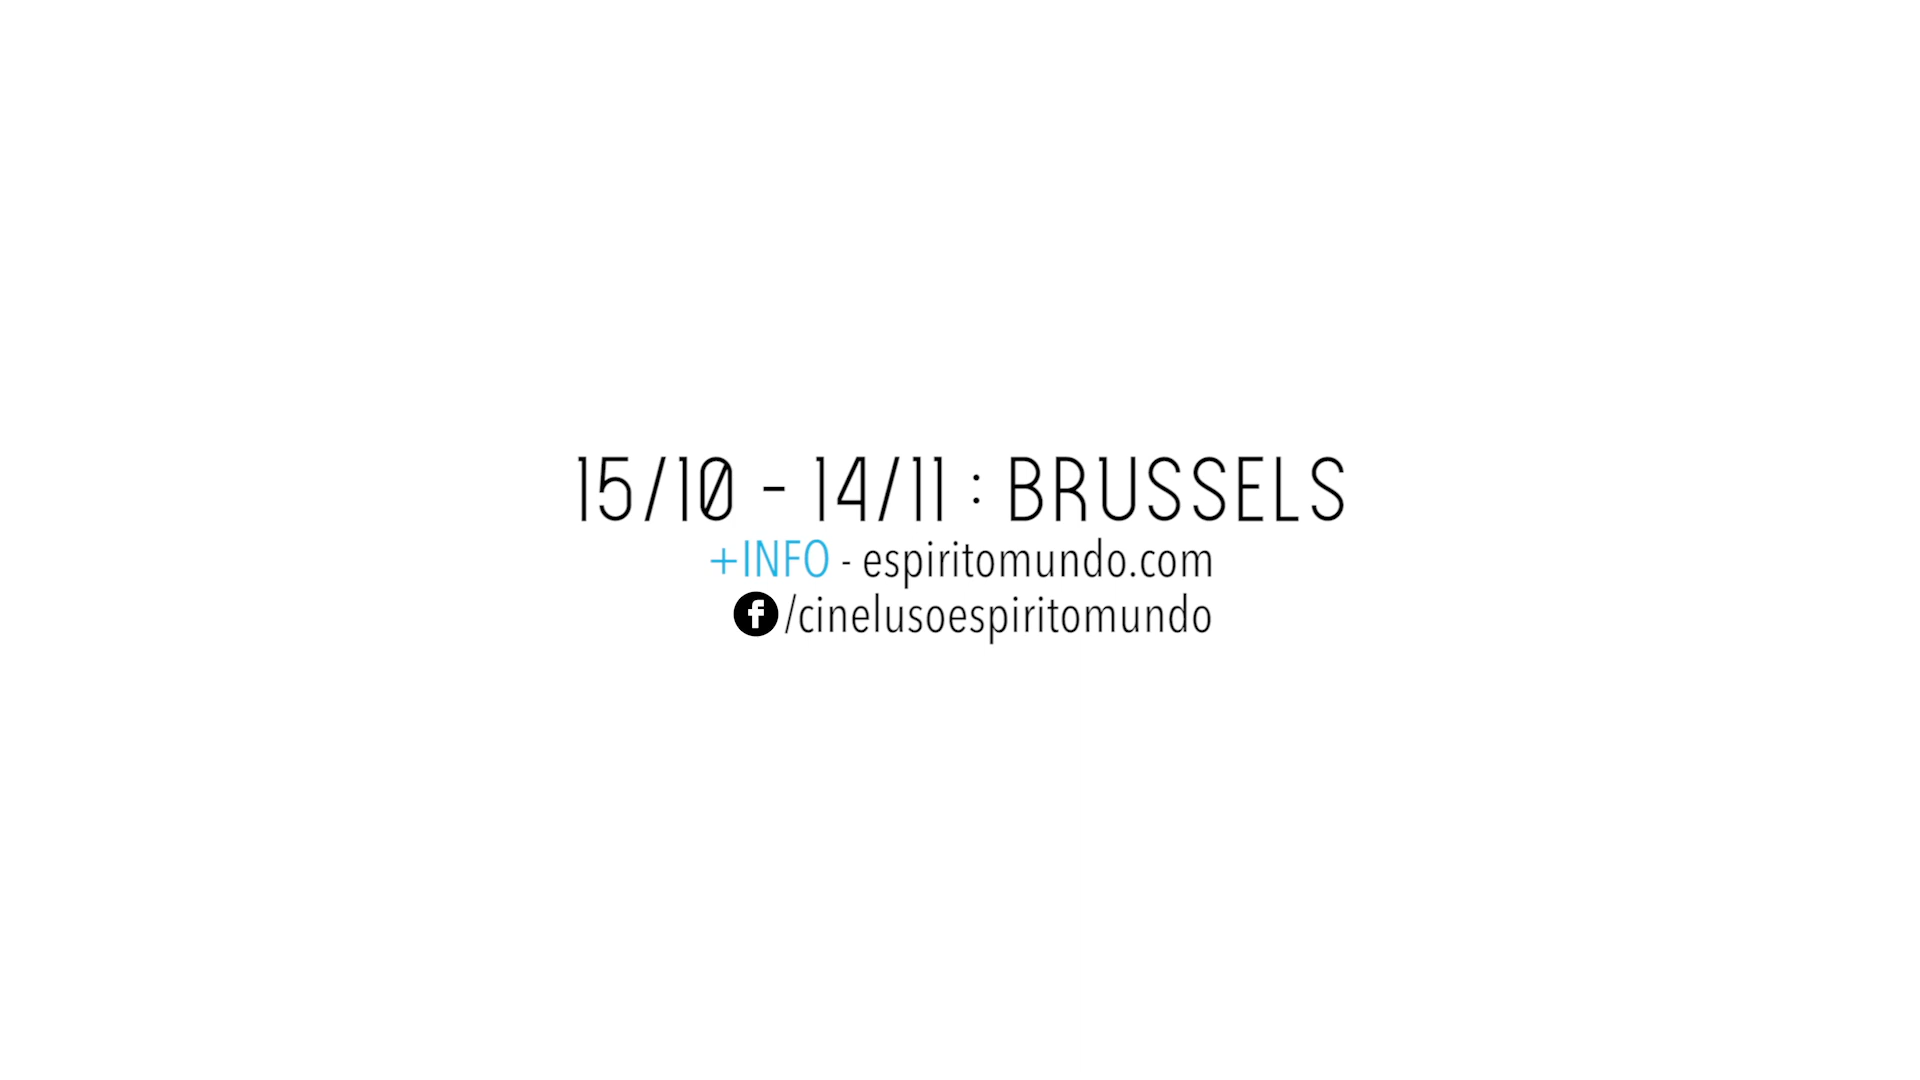 15/10 - 14/11 : BRUSSELS
+INFO - espiritomundo.com
f/cinelusoespiritomundo